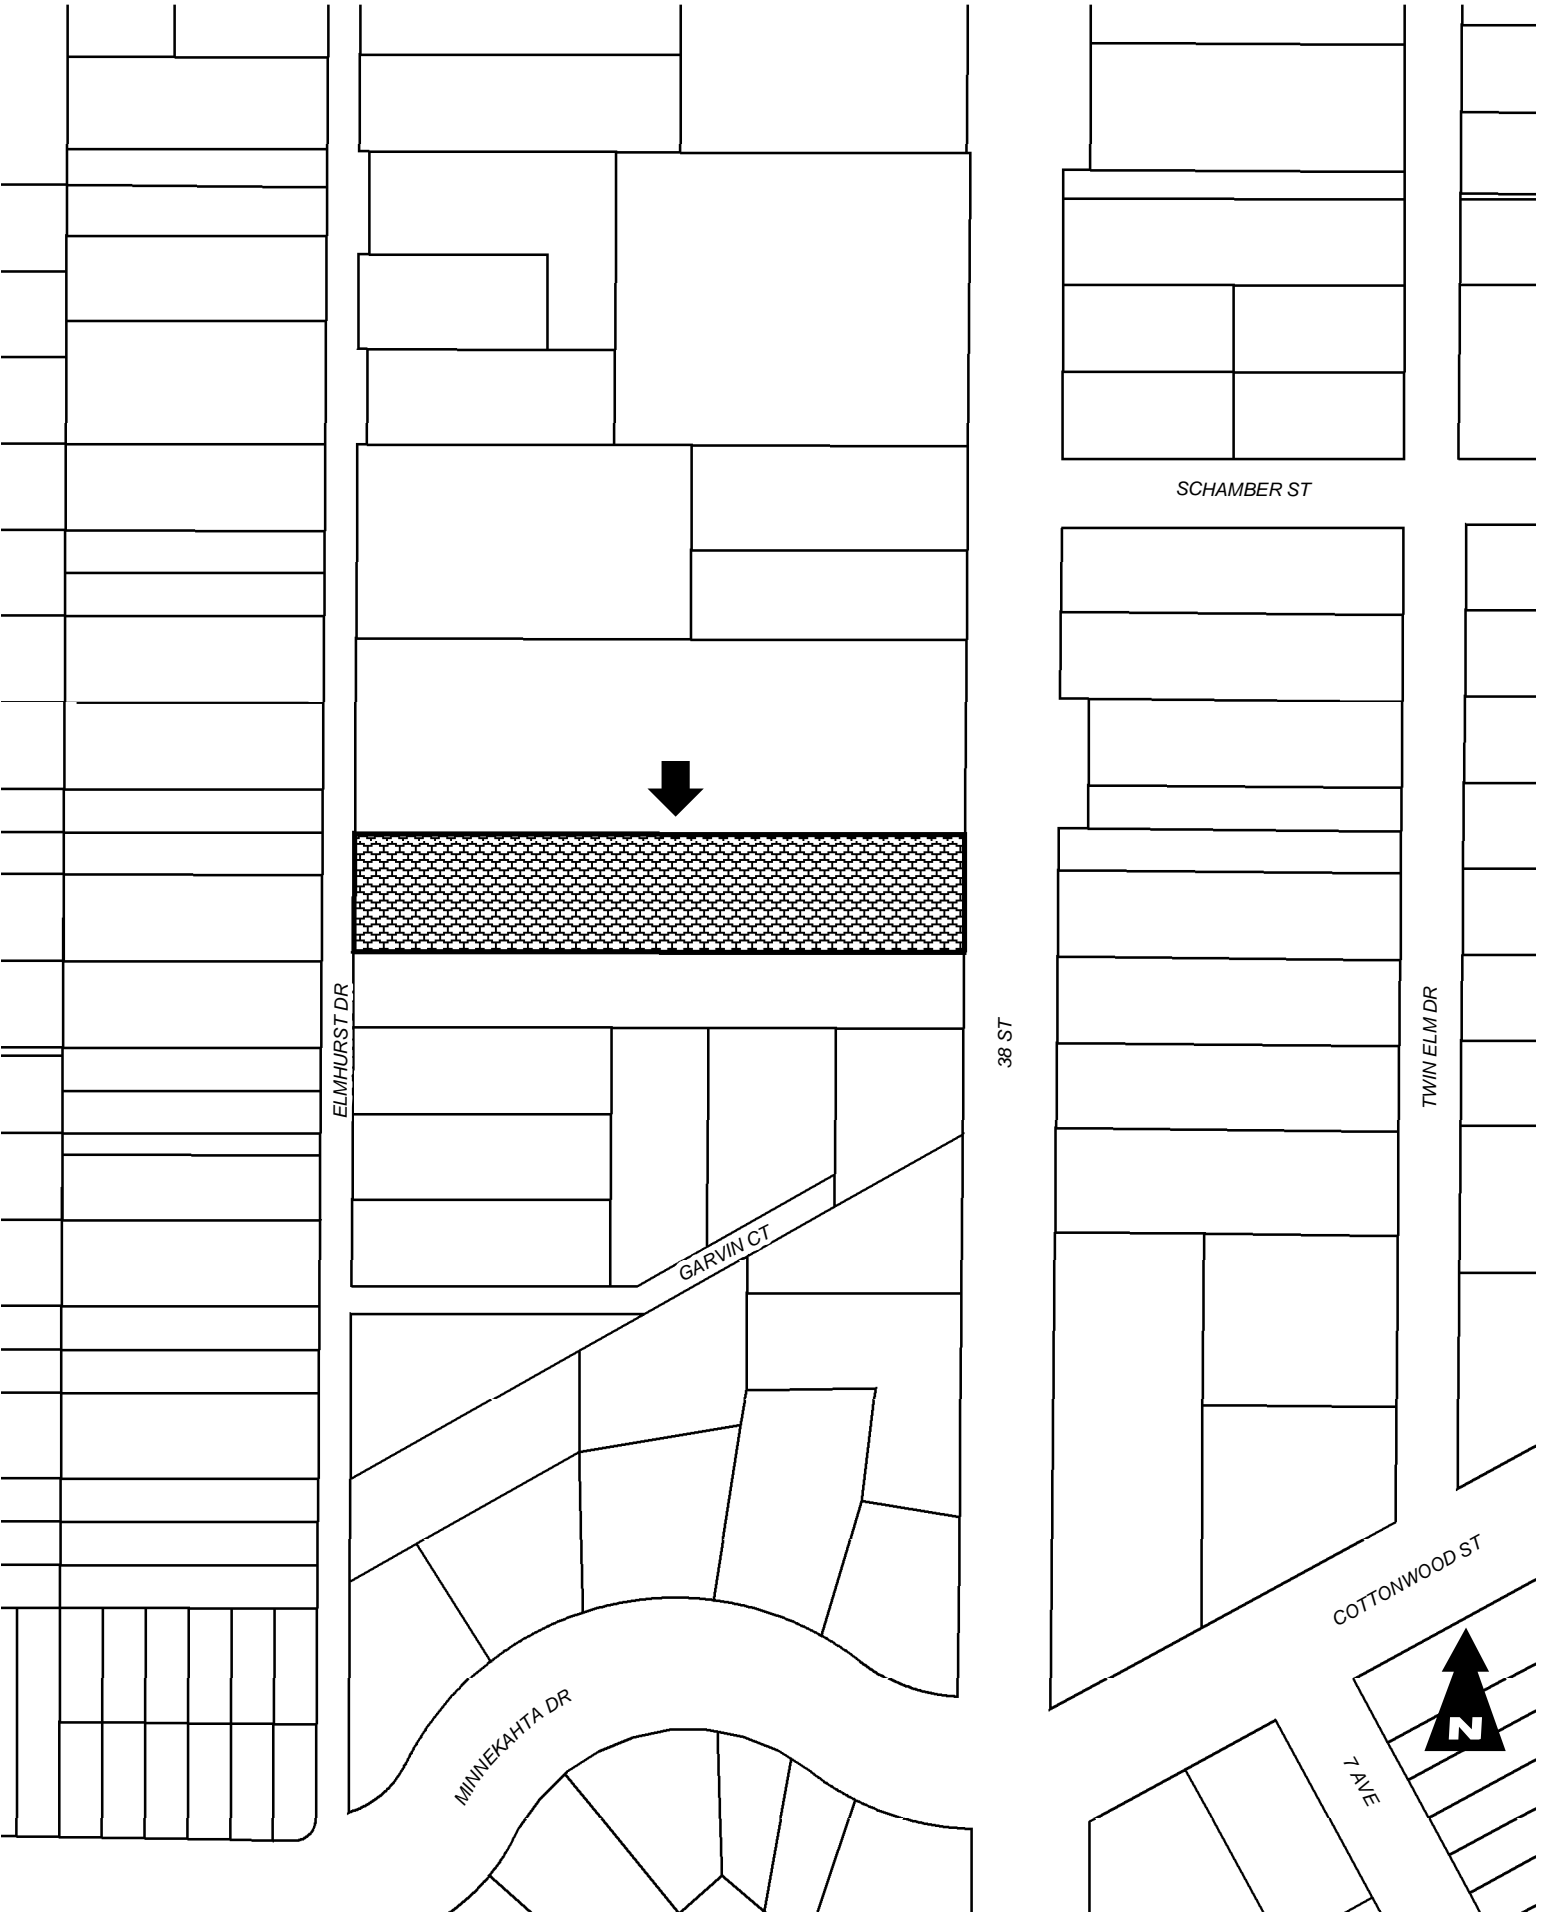 SCHAMBER ST
ELMHURST DR
38 ST
TWIN ELM DR
GARVIN CT
COTTONWOOD ST
MINNEKAHTA DR
7 AVE
N